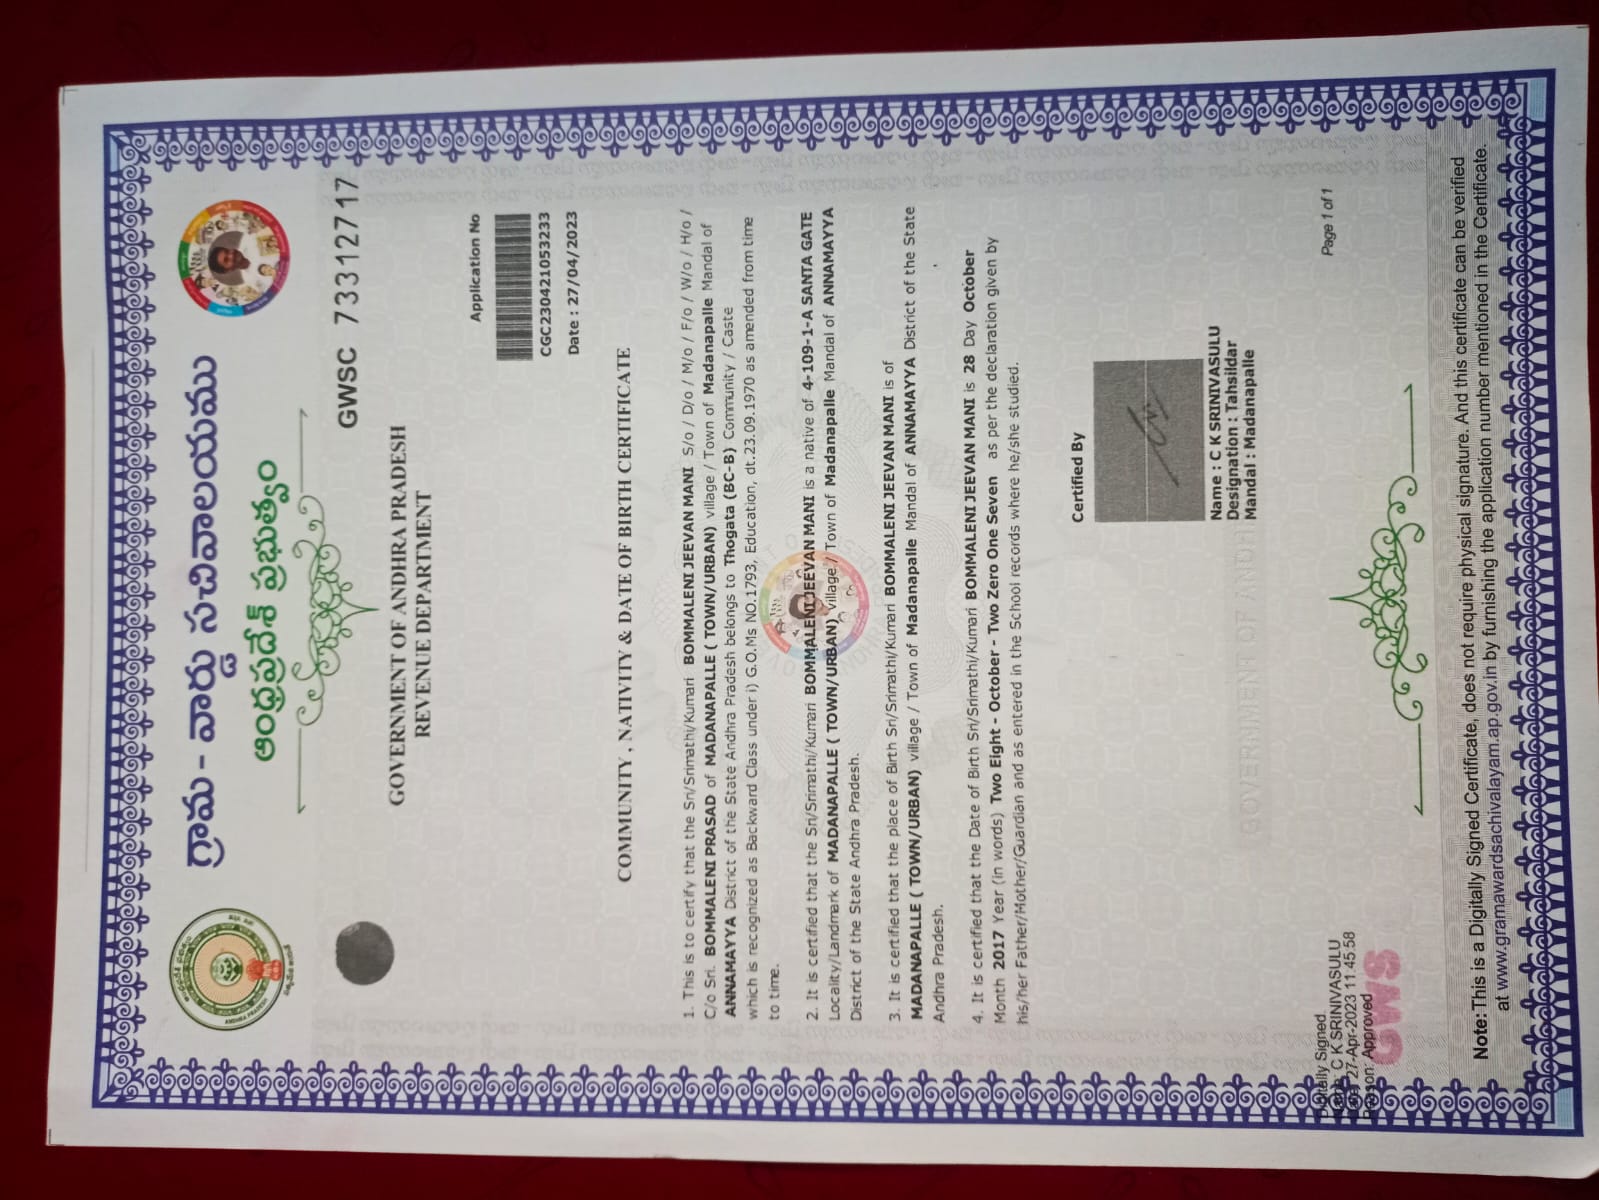 గ్రామ - వార్డు సచివాలయము
ఆంధ్రప్రదేశ్ ప్రభుత్వం
GWSC 73312717
GOVERNMENT OF ANDHRA PRADESH
REVENUE DEPARTMENT
Application No
CGC230421053233
Date : 27/04/2023
COMMUNITY , NATIVITY & DATE OF BIRTH CERTIFICATE
1. This is to certify that the Sri/Srimathi/Kumari BOMMALENI JEEVAN MANI S/o / D/o / M/o / F/o / W/o / H/o /
C/o Sri. BOMMALENI PRASAD of MADANAPALLE ( TOWN/URBAN) village / Town of Madanapalle Mandal of
ANNAMAYYA District of the State Andhra Pradesh belongs to Thogata (BC-B) Community / Caste
which is recognized as Backward Class under i) G.O.Ms NO.1793, Education, dt.23.09.1970 as amended from time
to time.
2. It is certified that the Sri/Srimathi/Kumari BOMMALENI JEEVAN MANI is a native of 4-109-1-A SANTA GATE
Locality/Landmark of MADANAPALLE ( TOWN/URBAN) village / Town of Madanapalle Mandal of ANNAMAYYA
District of the State Andhra Pradesh.
3. It is certified that the place of Birth Sri/Srimathi/Kumari BOMMALENI JEEVAN MANI is of
MADANAPALLE ( TOWN/URBAN) village / Town of Madanapalle Mandal of ANNAMAYYA District of the State
Andhra Pradesh.
4. It is certified that the Date of Birth Sri/Srimathi/Kumari BOMMALENI JEEVAN MANI is 28 Day October
Month 2017 Year (in words) Two Eight - October - Two Zero One Seven as per the declaration given by
his/her Father/Mother/Guardian and as entered in the School records where he/she studied.
Certified By
Name : C K SRINIVASULU
Designation : Tahsildar
Mandal : Madanapalle
GOVERNMENT OF ANDH
Digitally Signed.
Name: C K SRINIVASULU
Date: 27-Apr-2023 11:45:58
Reason: Approved
GWS
Page 1 of 1
Note: This is a Digitally Signed Certificate, does not require physical signature. And this certificate can be verified
at www.gramawardsachivalayam.ap.gov.in by furnishing the application number mentioned in the Certificate.